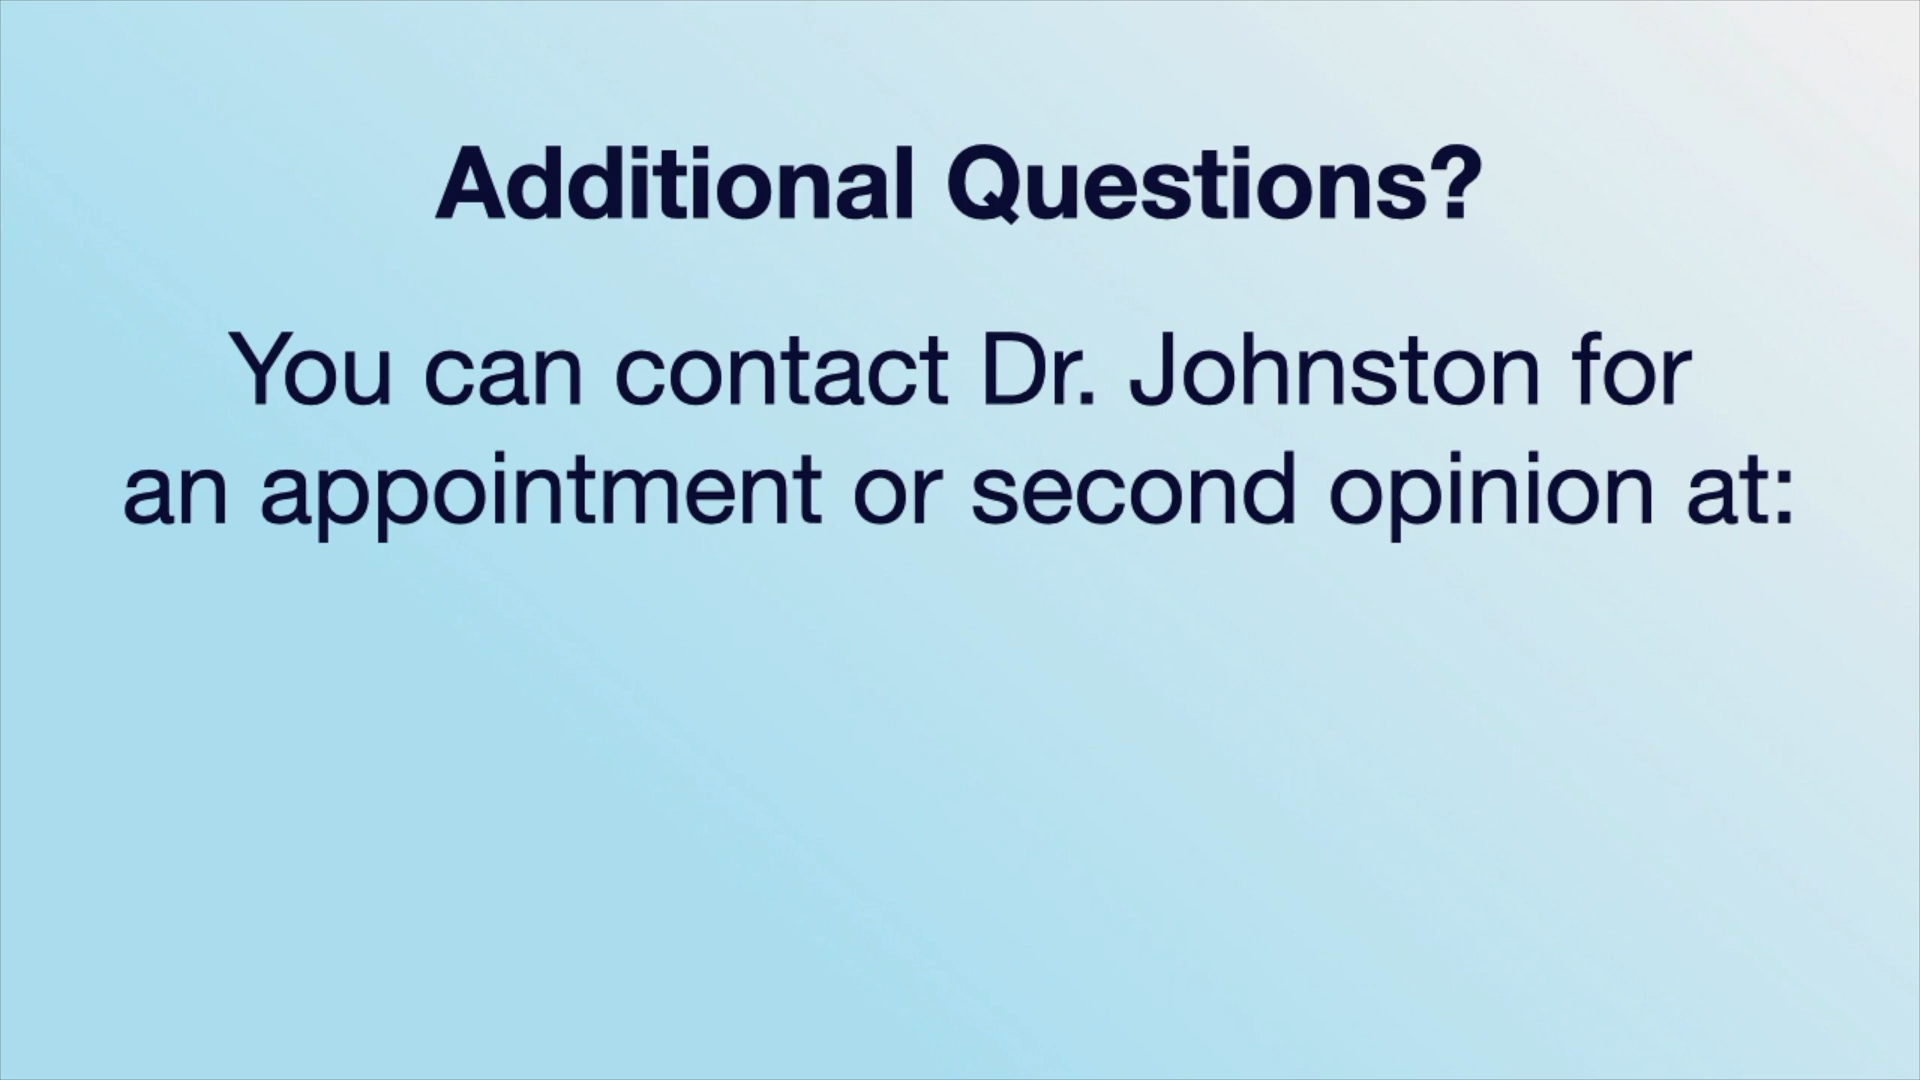 Additional Questions?
You can contact Dr. Johnston for
an appointment or second opinion at: